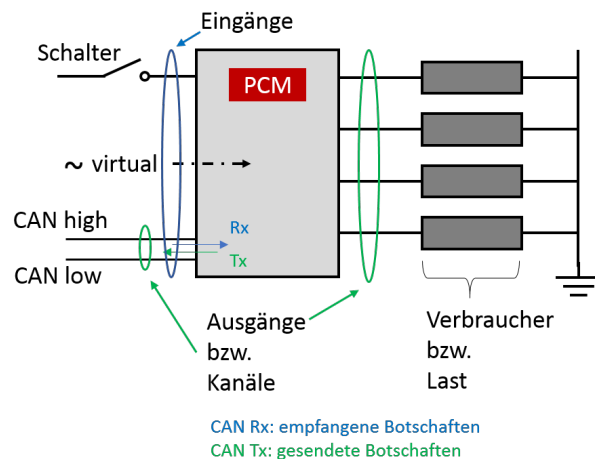 Eingänge
Schalter
PCM
~ virtual
CAN high
Rx
Tx
CAN low
Ausgänge
bzw.
Kanäle
Verbraucher
bzw.
Last
CAN Rx: empfangene Botschaften
CAN Tx: gesendete Botschaften